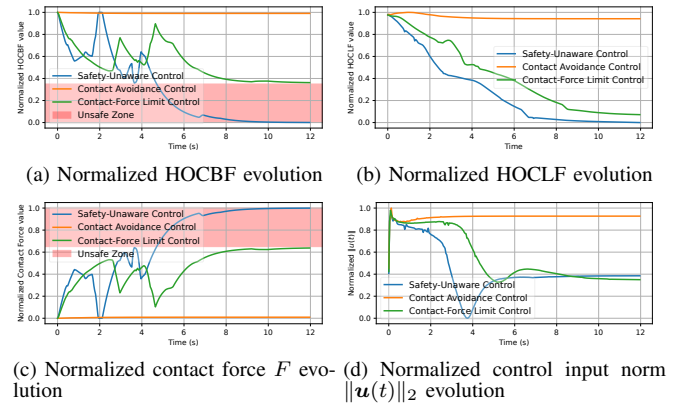 Normalized HOCBF value
1.0
0.8
0.6
0.4
0.2
0.0
Safety-Unaware Control
Contact Avoidance Control
Contact-Force Limit Control
Unsafe Zone
0 2 4 6 8 10 12
Time (s)
(a) Normalized HOCBF evolution
Normalized HOCLF value
1.0
0.8
0.6
0.4
0.2
0.0
Safety-Unaware Control
Contact Avoidance Control
Contact-Force Limit Control
0 2 4 6 8 10 12
Time
(b) Normalized HOCLF evolution
Normalized Contact Force value
1.0
0.8
0.6
0.4
0.2
0.0
Safety-Unaware Control
Contact Avoidance Control
Contact-Force Limit Control
Unsafe Zone
0 2 4 6 8 10 12
Time (s)
(c) Normalized contact force F evo-
lution
Normalized ‖u(t)‖
1.0
0.8
0.6
0.4
0.2
0.0
Safety-Unaware Control
Contact Avoidance Control
Contact-Force Limit Control
0 2 4 6 8 10 12
Time (s)
(d) Normalized control input norm
‖u(t)‖₂ evolution